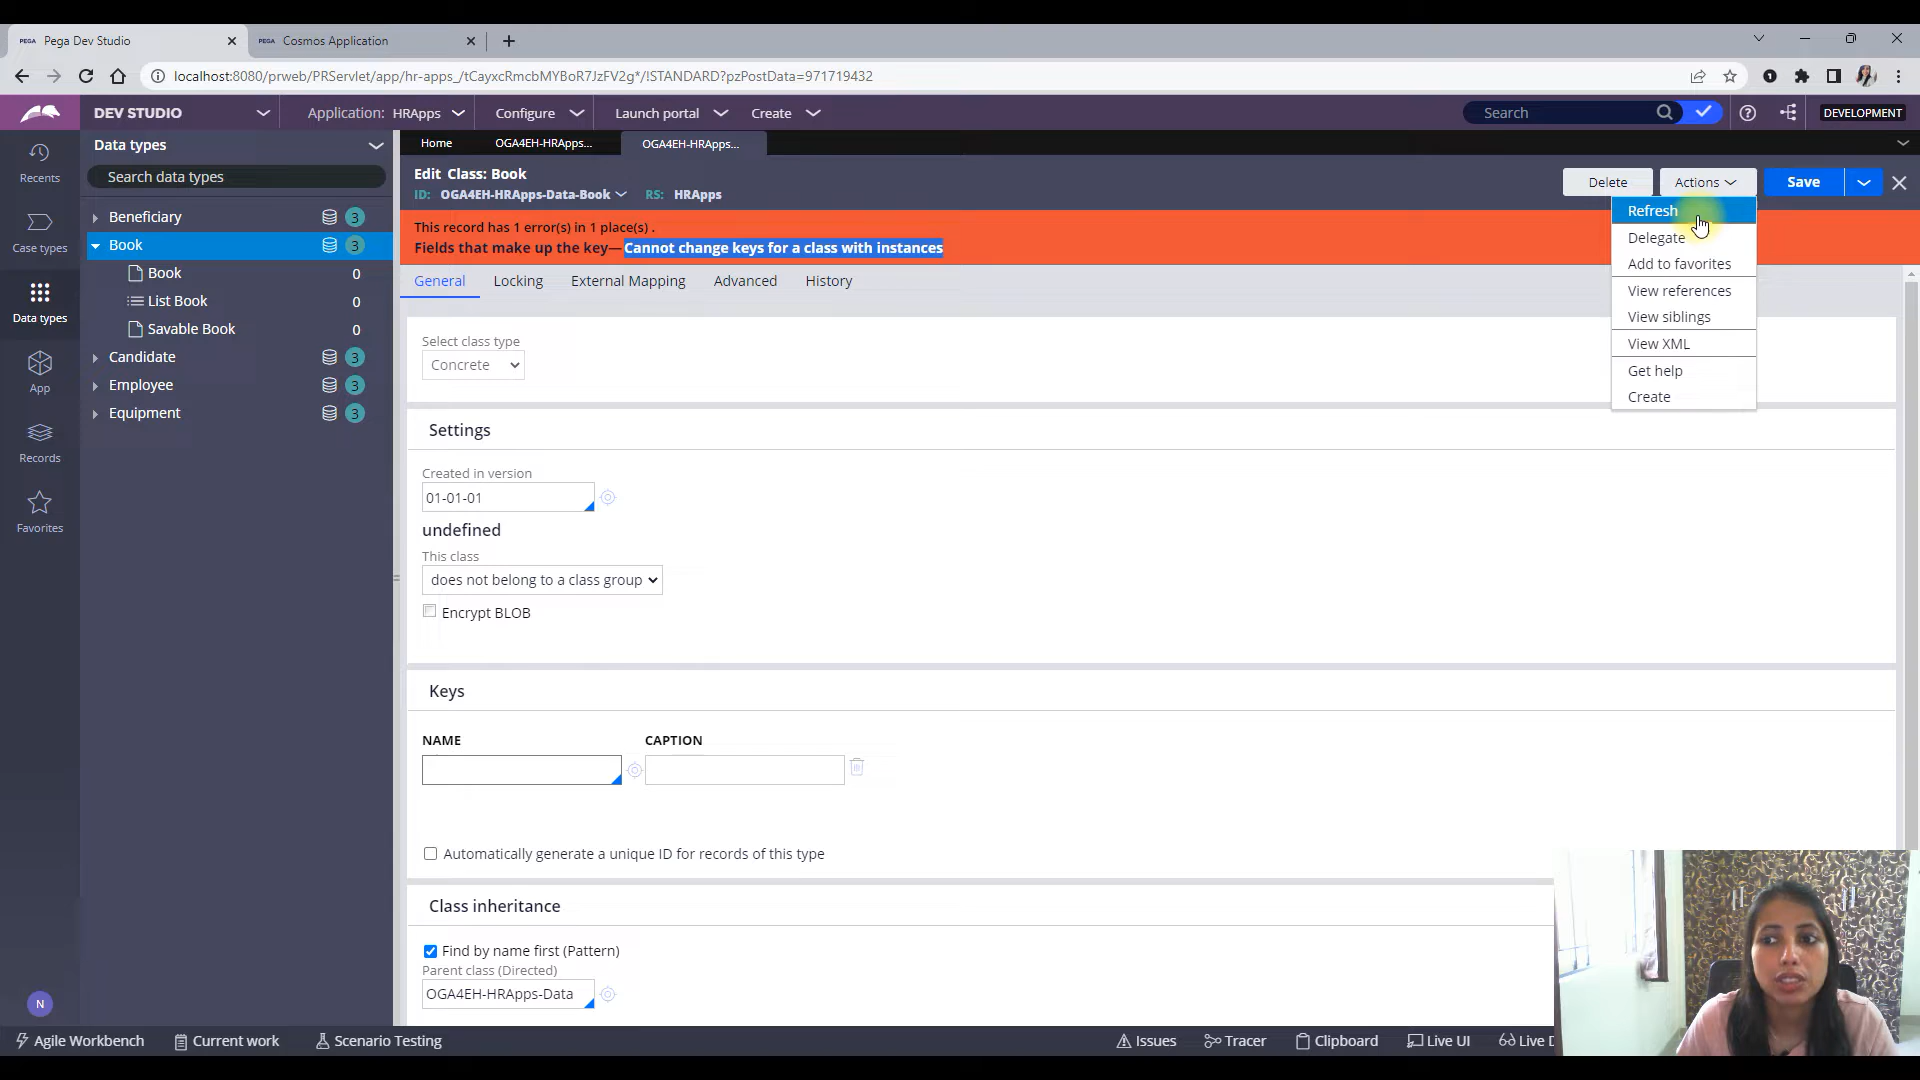 PEGA Pega Dev Studio
PEGA Cosmos Application
localhost:8080/prweb/PRServlet/app/hr-apps_/tCayxcRmcbMYBoR7JzFV2g*/!STANDARD?pzPostData=971719432
DEV STUDIO
Application: HRApps
Configure
Launch portal
Create
Search
DEVELOPMENT
Recents
Case types
Data types
App
Records
Favorites
N
Data types
Search data types
Beneficiary 3
Book 3
Book 0
List Book 0
Savable Book 0
Candidate 3
Employee 3
Equipment 3
Home
OGA4EH-HRApps...
OGA4EH-HRApps...
Edit Class: Book
ID: OGA4EH-HRApps-Data-Book RS: HRApps
Delete
Actions
Save
This record has 1 error(s) in 1 place(s) .
Fields that make up the key—Cannot change keys for a class with instances
Refresh
Delegate
Add to favorites
View references
View siblings
View XML
Get help
Create
General
Locking
External Mapping
Advanced
History
Select class type
Concrete
Settings
Created in version
01-01-01
undefined
This class
does not belong to a class group
Encrypt BLOB
Keys
NAME CAPTION
Automatically generate a unique ID for records of this type
Class inheritance
Find by name first (Pattern)
Parent class (Directed)
OGA4EH-HRApps-Data
Agile Workbench
Current work
Scenario Testing
Issues
Tracer
Clipboard
Live UI
Live D